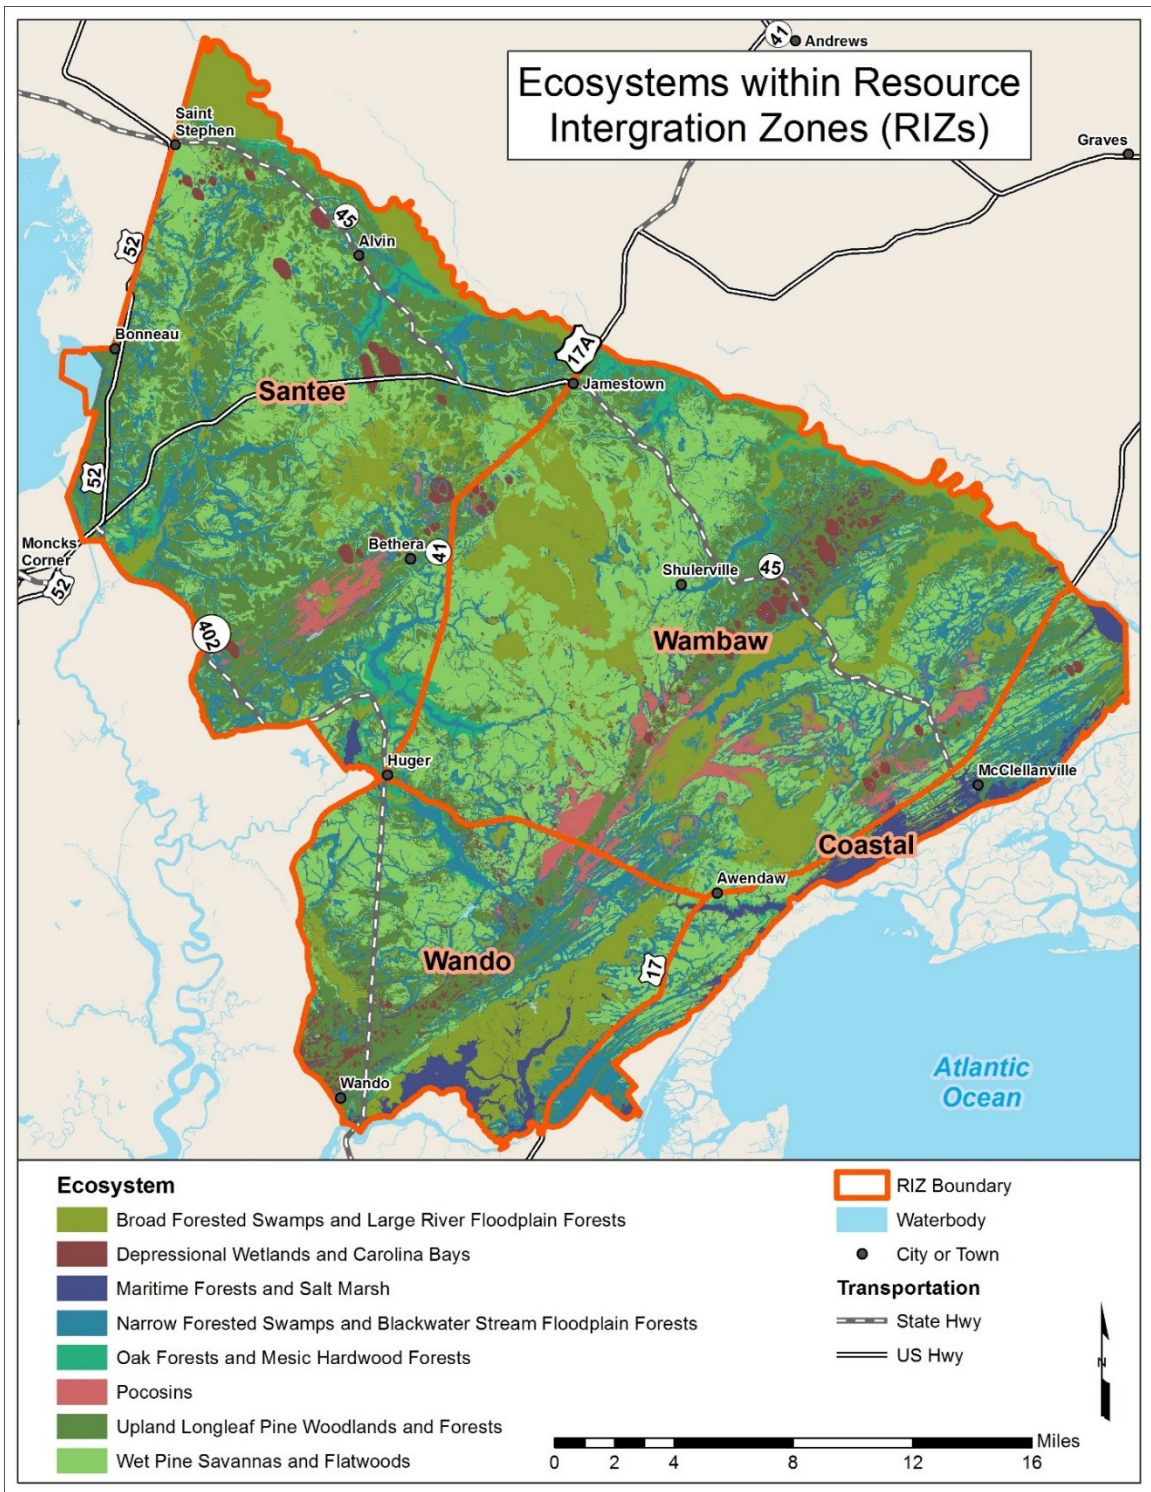 Ecosystems within Resource
Intergration Zones (RIZs)
41
Andrews
Graves
Saint
Stephen
45
Alvin
52
Bonneau
17A
Santee
Jamestown
52
Moncks
Corner
52
Bethera
41
Shulerville
45
402
Wambaw
Huger
McClellanville
Coastal
Awendaw
Wando
17
Atlantic
Ocean
Wando
Ecosystem
Broad Forested Swamps and Large River Floodplain Forests
Depressional Wetlands and Carolina Bays
Maritime Forests and Salt Marsh
Narrow Forested Swamps and Blackwater Stream Floodplain Forests
Oak Forests and Mesic Hardwood Forests
Pocosins
Upland Longleaf Pine Woodlands and Forests
Wet Pine Savannas and Flatwoods
RIZ Boundary
Waterbody
City or Town
Transportation
State Hwy
US Hwy
N
Miles
0 2 4 8 12 16